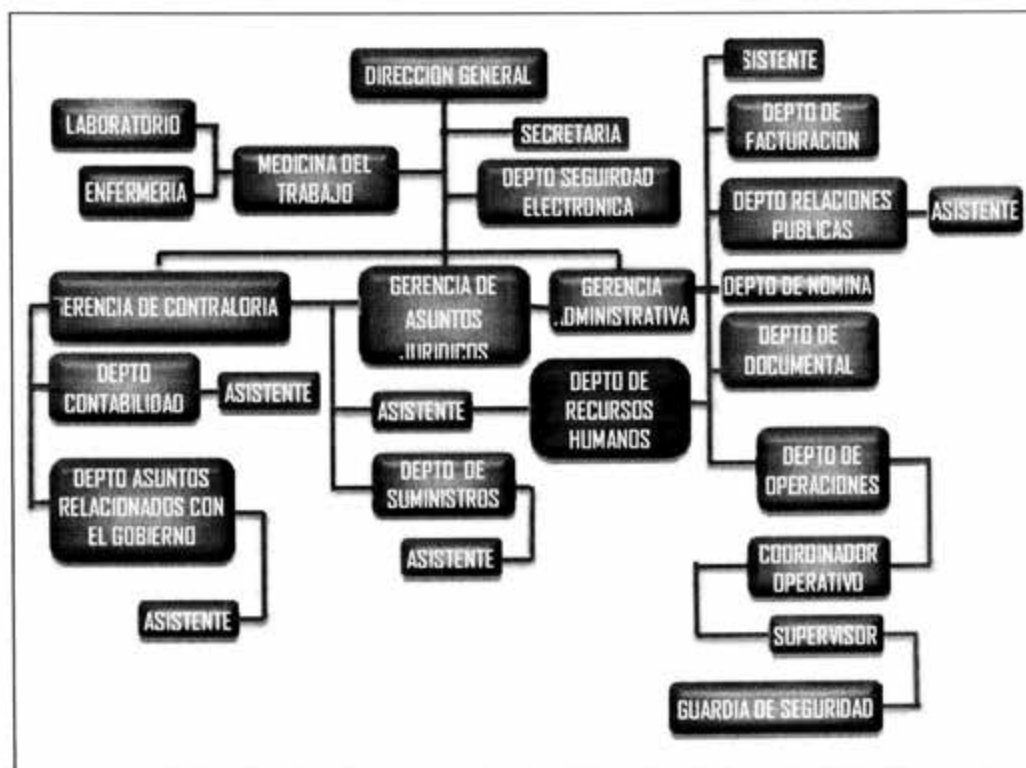 DIRECCION GENERAL
SISTENTE
LABORATORIO
SECRETARIA
DEPTO DE
FACTURACION
MEDICINA DEL
TRABAJO
DEPTO SEGUIRDAD
ELECTRONICA
ENFERMERIA
DEPTO RELACIONES
PUBLICAS
ASISTENTE
ERENCIA DE CONTRALORIA
GERENCIA DE
ASUNTOS
JURIDICOS
GERENCIA
ADMINISTRATIVA
DEPTO DE NOMINA
DEPTO DE
DOCUMENTAL
DEPTO
CONTABILIDAD
ASISTENTE
ASISTENTE
DEPTO DE
RECURSOS
HUMANOS
DEPTO DE
OPERACIONES
DEPTO ASUNTOS
RELACIONADOS CON
EL GOBIERNO
DEPTO DE
SUMINISTROS
ASISTENTE
COORDINADOR
OPERATIVO
ASISTENTE
SUPERVISOR
GUARDIA DE SEGURIDAD